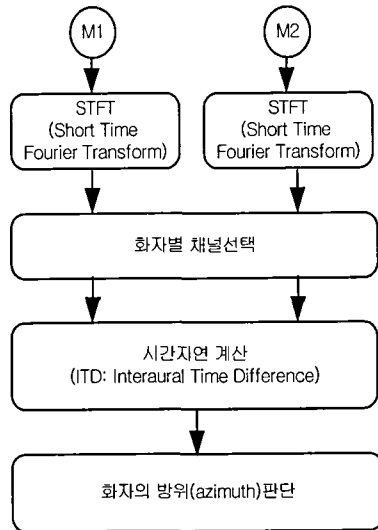 M1
M2
STFT
(Short Time
Fourier Transform)
STFT
(Short Time
Fourier Transform)
화자별 채널선택
시간지연 계산
(ITD: Interaural Time Difference)
화자의 방위(azimuth)판단